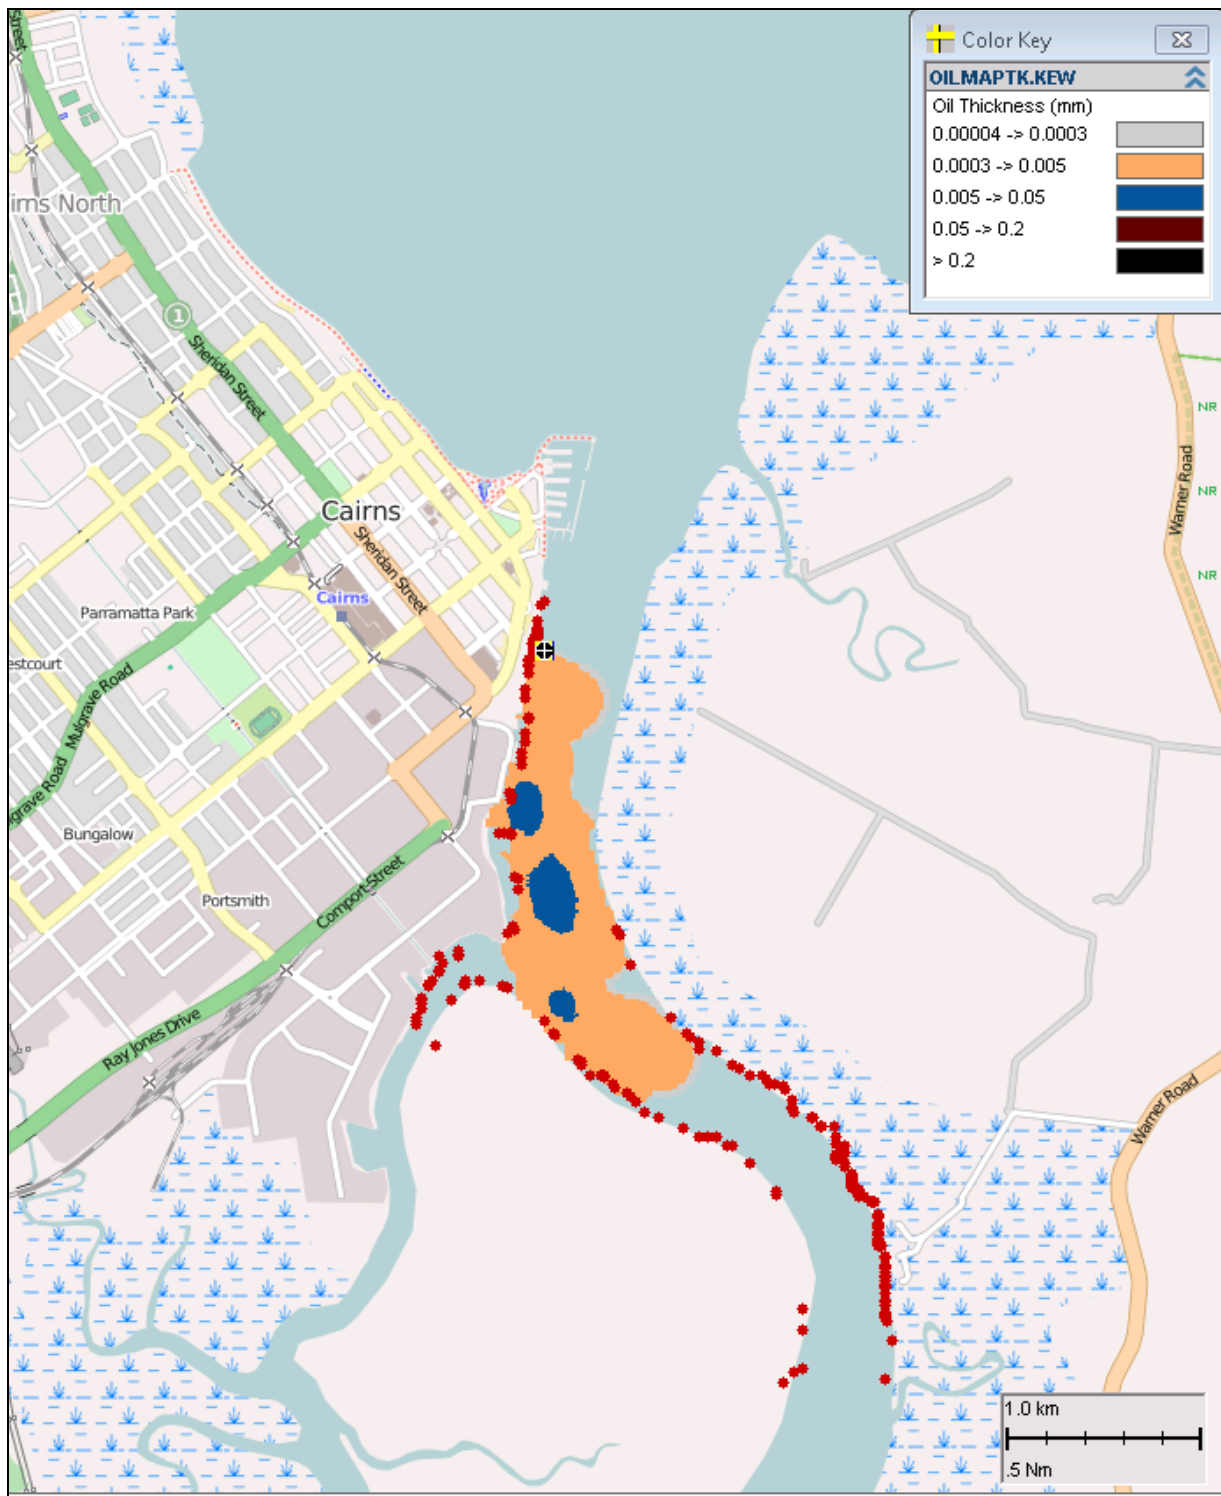 Street
Color Key
OILMAPTK.KEW
Oil Thickness (mm)
0.00004 -> 0.0003
0.0003 -> 0.005
0.005 -> 0.05
0.05 -> 0.2
> 0.2
irns North
1
Sheridan Street
NR
Warner Road
NR
Cairns
Sheridan Street
NR
Cairns
Parramatta Park
estcourt
Mulgrave Road
lgrave Road
Bungalow
Comport Street
Portsmith
Ray Jones Drive
Warner Road
1.0 km
.5 Nm